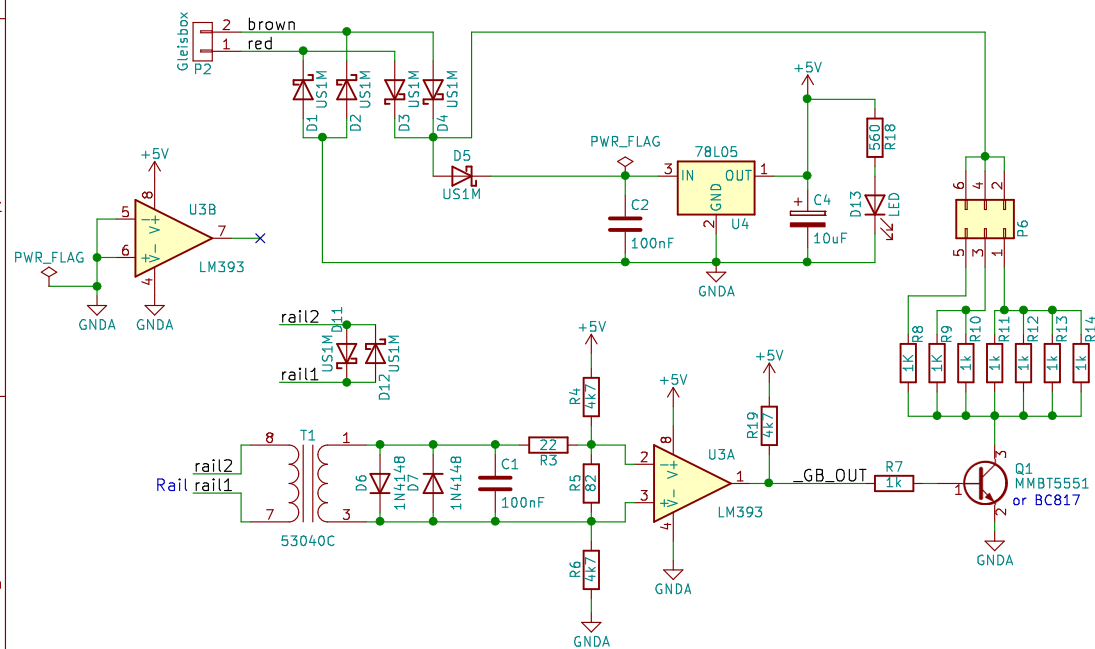 Gleisbox
2 brown
1 red
P2
D1 US1M
D2 US1M
D3 US1M
D4 US1M
D5
US1M
PWR_FLAG
C2
100nF
78L05
3 IN OUT 1
GND
2
U4
GNDA
+5V
C4
+
10uF
560 R18
D13 LED
6 4 2
P6
5 3 1
+5V
8
U3B
5
6
V+
V-
7
4
LM393
PWR_FLAG
GNDA
GNDA
rail2
D11
US1M
US1M
D12
rail1
R8 1K
R9 1K
R10 1k
R11 1k
R12 1k
R13 1k
R14 1k
T1
8 1
7 3
rail2
Rail rail1
53040C
D6 1N4148
D7 1N4148
C1
100nF
22
R3
+5V
R4 4k7
R5 82
R6 4k7
GNDA
+5V
8
U3A
2
3
V+
V-
1
4
LM393
GNDA
+5V
R19 4k7
_GB_OUT
R7
1k
3
1
2
Q1
MMBT5551
or BC817
GNDA